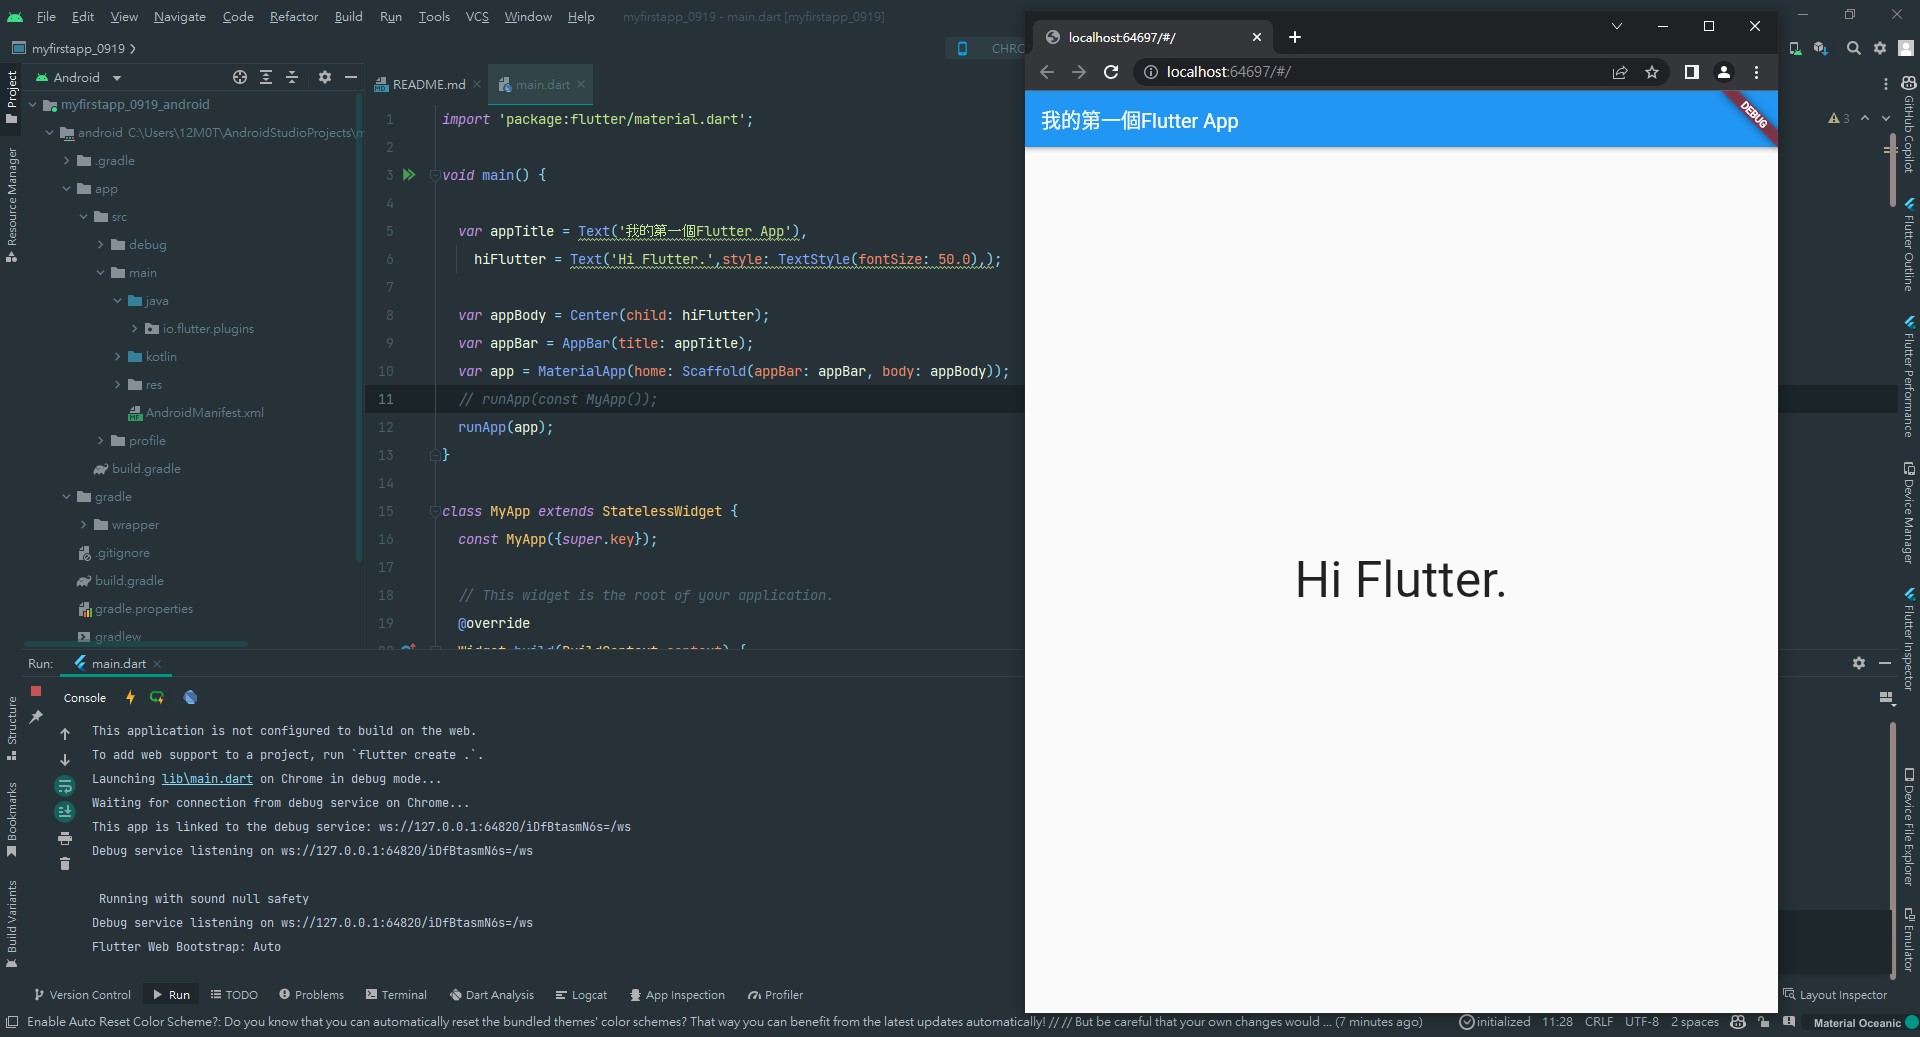 File Edit View Navigate Code Refactor Build Run Tools VCS Window Help myfirstapp_0919 - main.dart [myfirstapp_0919]
myfirstapp_0919
CHRO
Project
Android
README.md
main.dart
myfirstapp_0919_android
android C:\Users\12M0T\AndroidStudioProjects\m
.gradle
app
src
debug
main
java
io.flutter.plugins
kotlin
res
AndroidManifest.xml
profile
build.gradle
gradle
wrapper
.gitignore
build.gradle
gradle.properties
gradlew
Resource Manager
1 import 'package:flutter/material.dart';
2
3 void main() {
4
5 var appTitle = Text('我的第一個Flutter App'),
6 hiFlutter = Text('Hi Flutter.',style: TextStyle(fontSize: 50.0),);
7
8 var appBody = Center(child: hiFlutter);
9 var appBar = AppBar(title: appTitle);
10 var app = MaterialApp(home: Scaffold(appBar: appBar, body: appBody));
11 // runApp(const MyApp());
12 runApp(app);
13 }
14
15 class MyApp extends StatelessWidget {
16 const MyApp({super.key});
17
18 // This widget is the root of your application.
19 @override
20 Widget build(BuildContext context) {
localhost:64697/#/
localhost:64697/#/
我的第一個Flutter App
DEBUG
Hi Flutter.
3
GitHub Copilot
Flutter Outline
Flutter Performance
Device Manager
Flutter Inspector
Device File Explorer
Emulator
Run: main.dart
Console
Structure
Bookmarks
Build Variants
This application is not configured to build on the web.
To add web support to a project, run `flutter create .`.
Launching lib\main.dart on Chrome in debug mode...
Waiting for connection from debug service on Chrome...
This app is linked to the debug service: ws://127.0.0.1:64820/iDfBtasmN6s=/ws
Debug service listening on ws://127.0.0.1:64820/iDfBtasmN6s=/ws
Running with sound null safety
Debug service listening on ws://127.0.0.1:64820/iDfBtasmN6s=/ws
Flutter Web Bootstrap: Auto
Version Control Run TODO Problems Terminal Dart Analysis Logcat App Inspection Profiler Layout Inspector
Enable Auto Reset Color Scheme?: Do you know that you can automatically reset the bundled themes' color schemes? That way you can benefit from the latest updates automatically! // // But be careful that your own changes would ... (7 minutes ago) initialized 11:28 CRLF UTF-8 2 spaces Material Oceanic